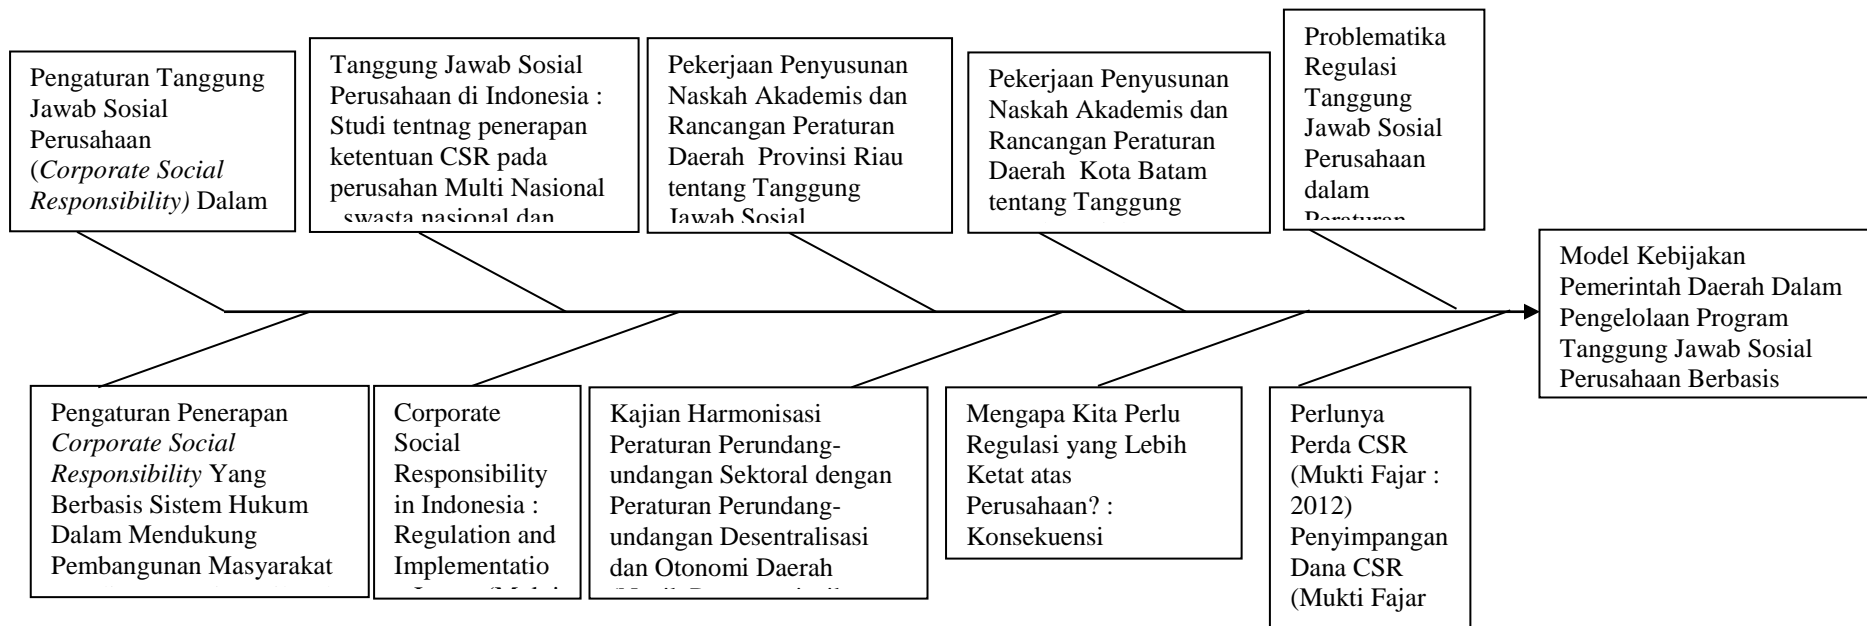 Pengaturan Tanggung
Jawab Sosial
Perusahaan
(Corporate Social
Responsibility) Dalam
Tanggung Jawab Sosial
Perusahaan di Indonesia :
Studi tentnag penerapan
ketentuan CSR pada
perusahan Multi Nasional
swasta nasional dan
Pekerjaan Penyusunan
Naskah Akademis dan
Rancangan Peraturan
Daerah Provinsi Riau
tentang Tanggung
Jawab Sosial
Pekerjaan Penyusunan
Naskah Akademis dan
Rancangan Peraturan
Daerah Kota Batam
tentang Tanggung
Problematika
Regulasi
Tanggung
Jawab Sosial
Perusahaan
dalam
Peraturan
Model Kebijakan
Pemerintah Daerah Dalam
Pengelolaan Program
Tanggung Jawab Sosial
Perusahaan Berbasis
Pengaturan Penerapan
Corporate Social
Responsibility Yang
Berbasis Sistem Hukum
Dalam Mendukung
Pembangunan Masyarakat
Corporate
Social
Responsibility
in Indonesia :
Regulation and
Implementatio
Kajian Harmonisasi
Peraturan Perundang-
undangan Sektoral dengan
Peraturan Perundang-
undangan Desentralisasi
dan Otonomi Daerah
Mengapa Kita Perlu
Regulasi yang Lebih
Ketat atas
Perusahaan? :
Konsekuensi
Perlunya
Perda CSR
(Mukti Fajar :
2012)
Penyimpangan
Dana CSR
(Mukti Fajar